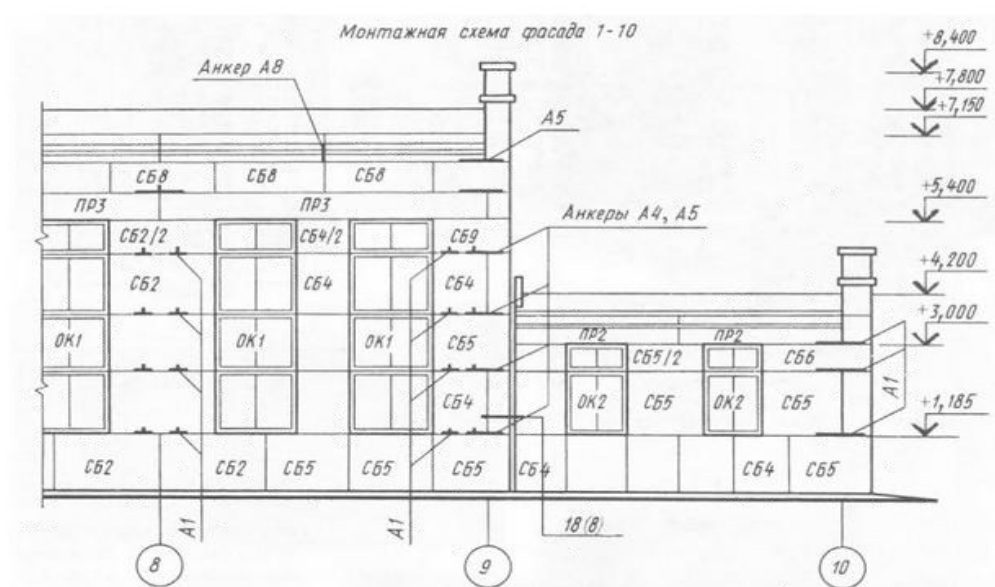 Монтажная схема фасада 1-10
+8,400
Анкер А8
+7,800
+7,150
А5
СБ8 СБ8 СБ8
ПР3 ПР3
+5,400
Анкеры А4, А5
СБ2/2 СБ4/2 СБ9
+4,200
СБ2 СБ4 СБ4
+3,000
ОК1 ОК1 ОК1 СБ5 ПР2 ПР2
СБ5/2 СБ6
СБ4 ОК2 СБ5 ОК2 СБ5 А1
+1,185
СБ2 СБ2 СБ5 СБ5 СБ5 СБ4 СБ4 СБ5
А1 А1 18(8)
8 9 10